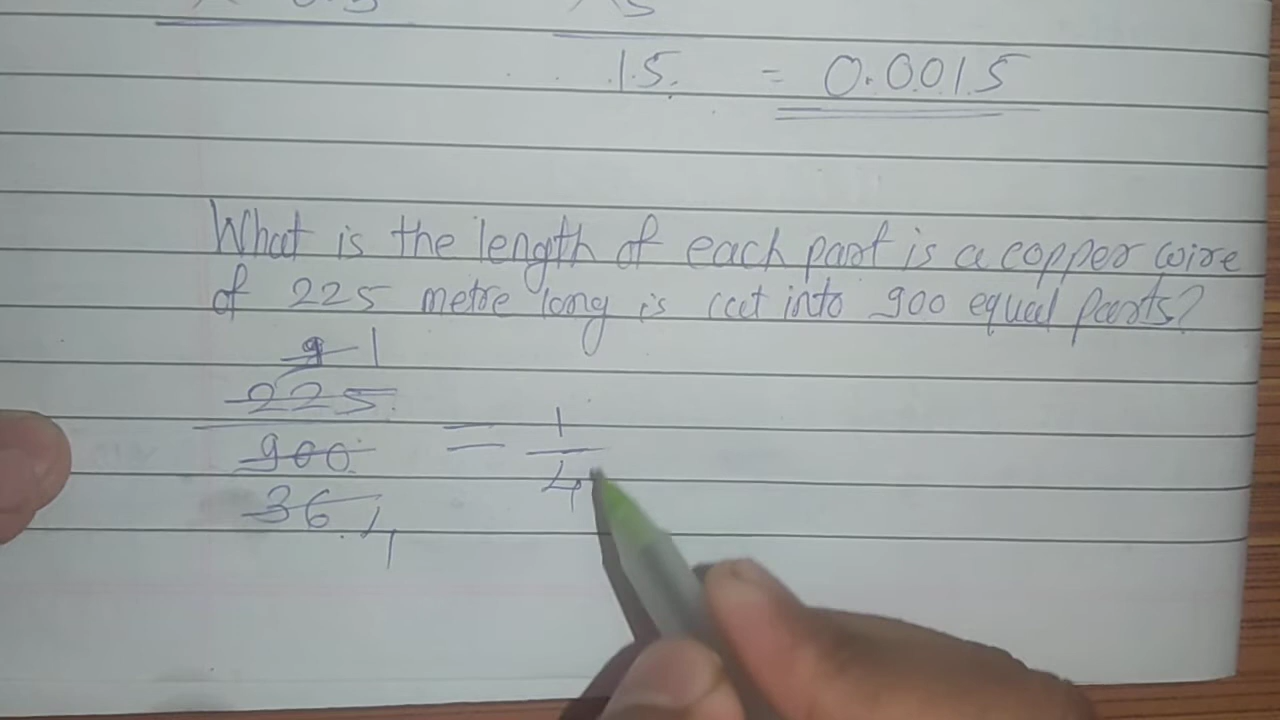 15 = 0.0015
What is the length of each part is a copper wire
of 225 metre long is cut into 900 equal parts?
9 1
225
900 = 1/4
36 4